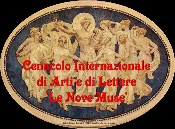 Cenacolo Internazionale
di Arti e di Lettere
Le Nove Muse